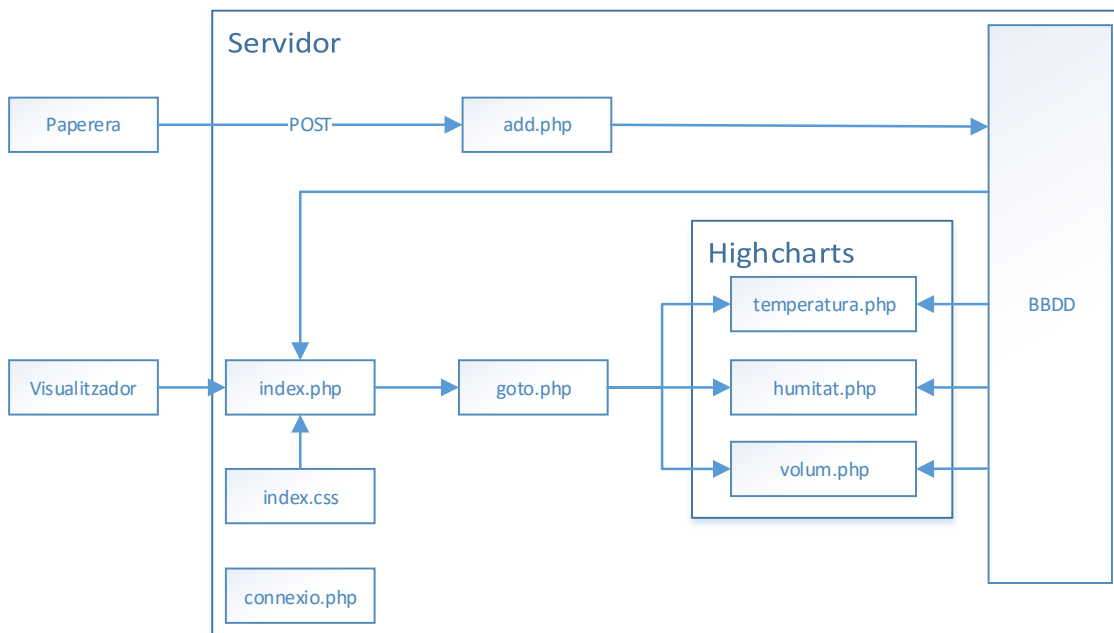 Servidor
Paperera
POST
add.php
Highcharts
temperatura.php
BBDD
Visualitzador
index.php
goto.php
humitat.php
volum.php
index.css
connexio.php